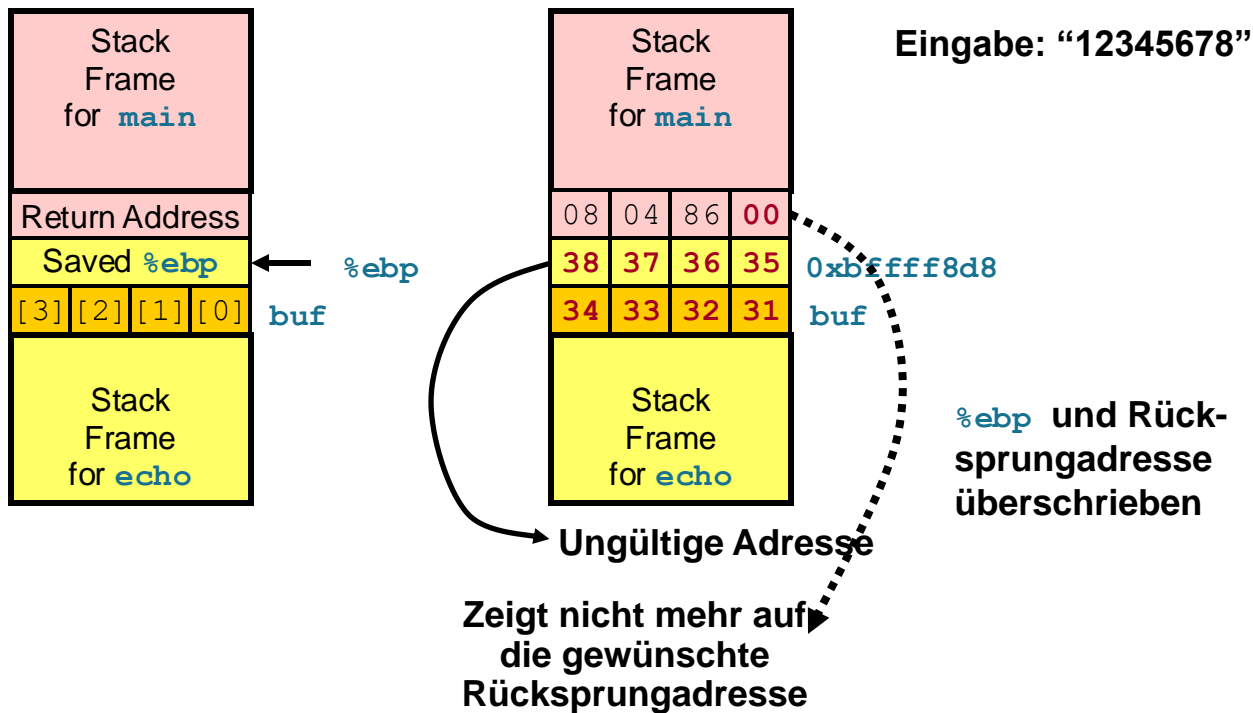 Stack
Frame
for main
Return Address
Saved %ebp
%ebp
[3] [2] [1] [0]
buf
Stack
Frame
for echo
Stack
Frame
for main
08 04 86 00
38 37 36 35
0xbffff8d8
34 33 32 31
buf
Stack
Frame
for echo
Eingabe: “12345678”
%ebp und Rück-
sprungadresse
überschrieben
Ungültige Adresse
Zeigt nicht mehr auf
die gewünschte
Rücksprungadresse